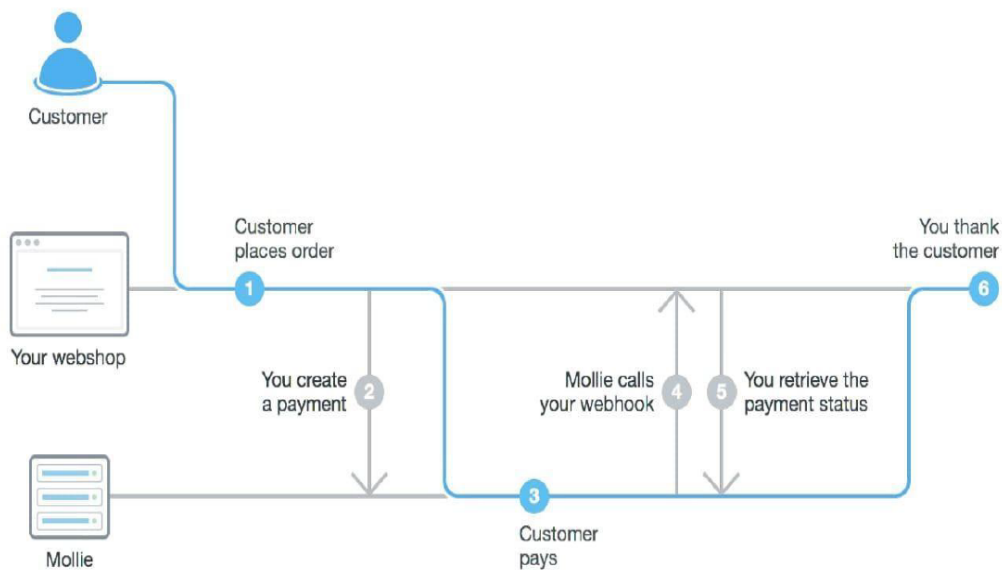 Customer
Customer
places order
1
You thank
the customer
6
Your webshop
You create
a payment
2
Mollie calls
your webhook
4
5
You retrieve the
payment status
3
Customer
pays
Mollie